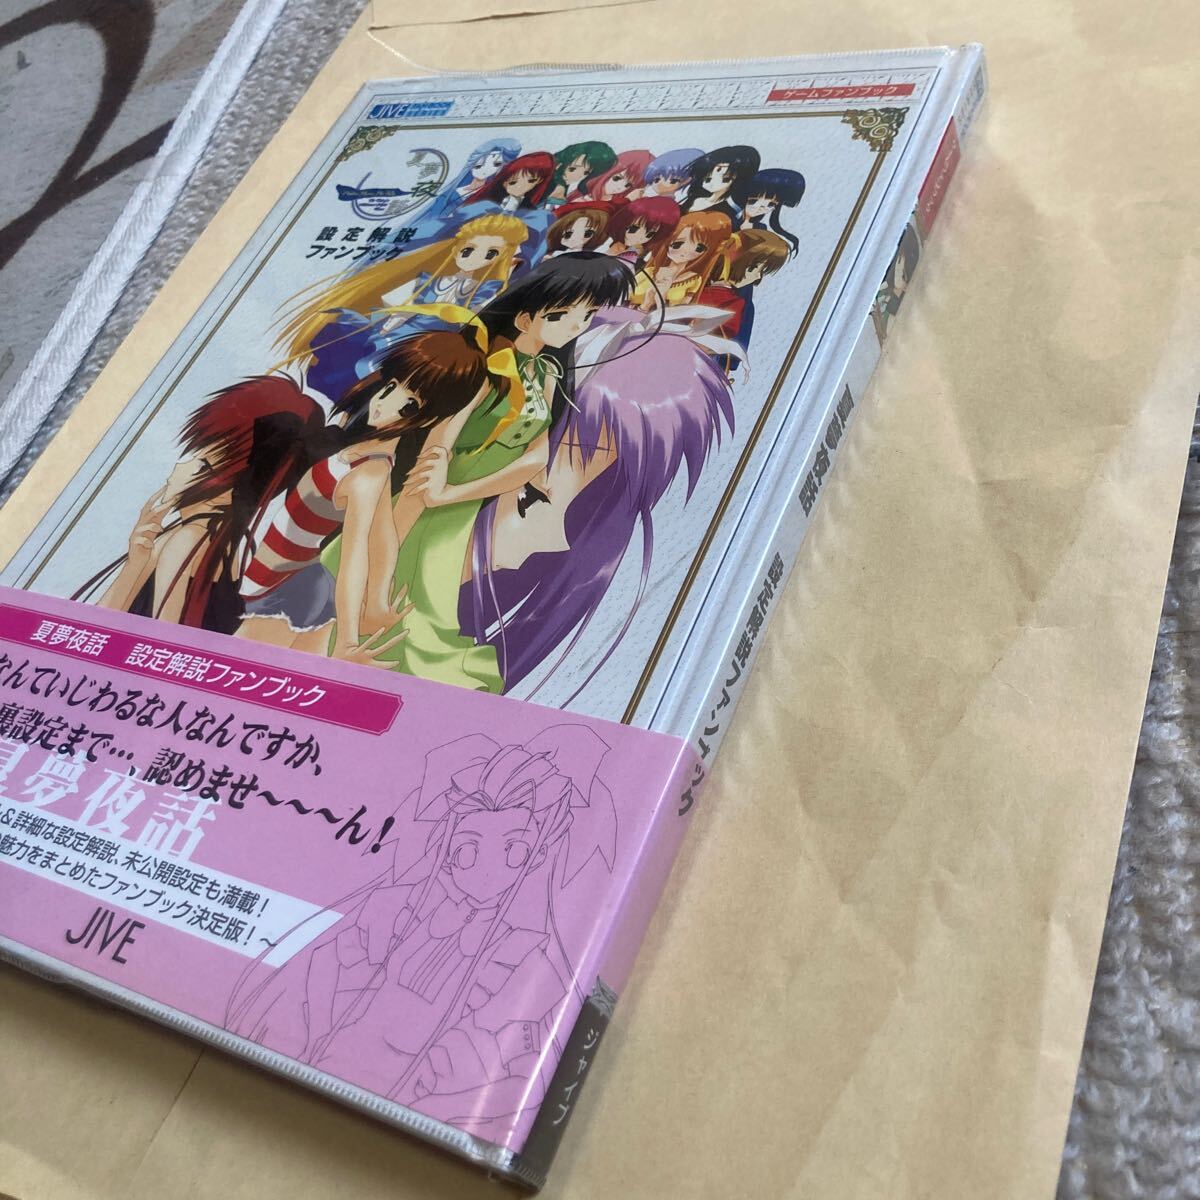 JIVE FANBOOK SERIES
ゲームファンブック
夏夢夜話
設定解説
ファンブック
夏夢夜話 設定解説ファンブック
なんていじわるな人なんですか、
裏設定まで…、認めませ～～～ん！
夏夢夜話
&詳細な設定解説、未公開設定も満載！
魅力をまとめたファンブック決定版！～
JIVE
夏夢夜話 設定解説ファンブック
ジャイブ